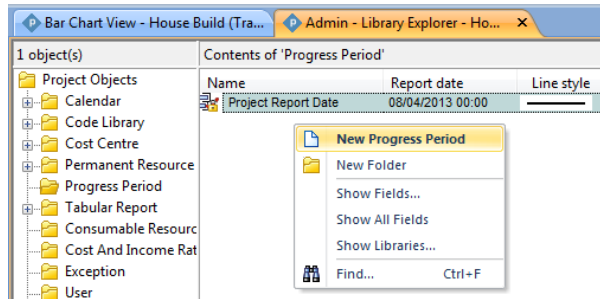 Bar Chart View - House Build (Tra... Admin - Library Explorer - Ho...
1 object(s) Contents of 'Progress Period'
Project Objects
Name Report date Line style
Calendar
Project Report Date 08/04/2013 00:00
Code Library
Cost Centre
Permanent Resource
Progress Period
Tabular Report
Consumable Resourc
Cost And Income Rat
Exception
User
New Progress Period
New Folder
Show Fields...
Show All Fields
Show Libraries...
Find... Ctrl+F